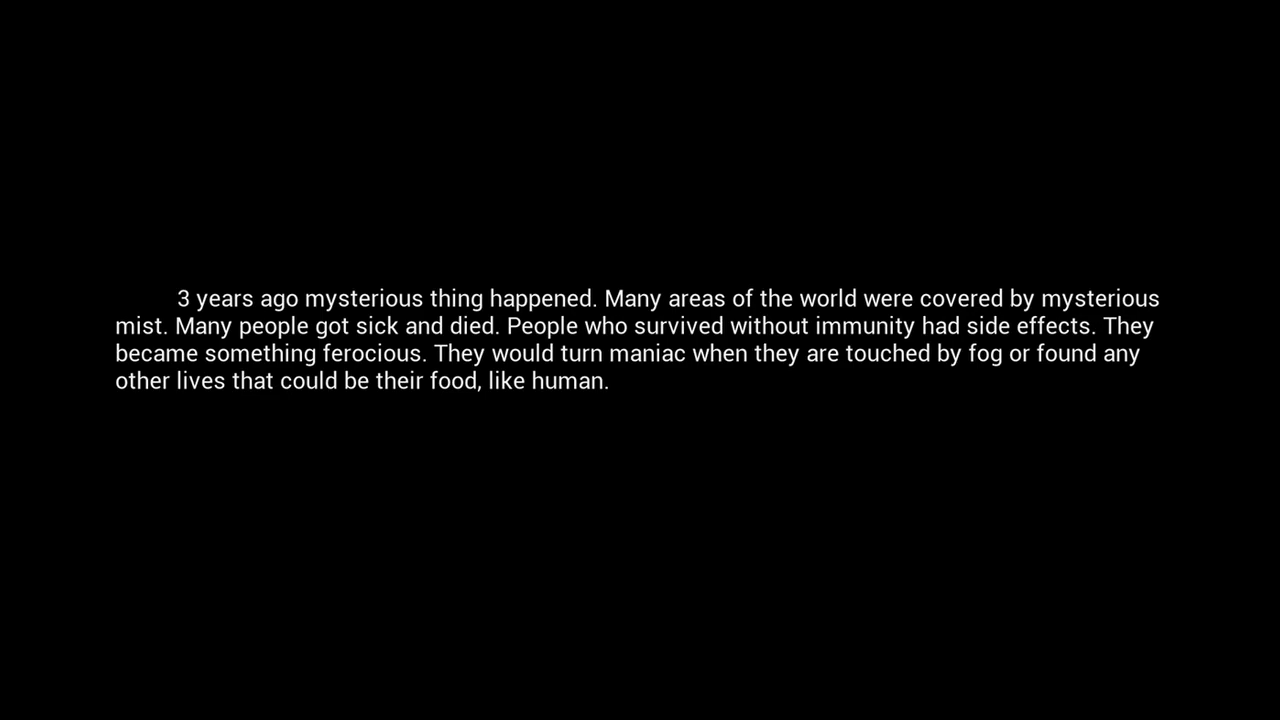 3 years ago mysterious thing happened. Many areas of the world were covered by mysterious
mist. Many people got sick and died. People who survived without immunity had side effects. They
became something ferocious. They would turn maniac when they are touched by fog or found any
other lives that could be their food, like human.